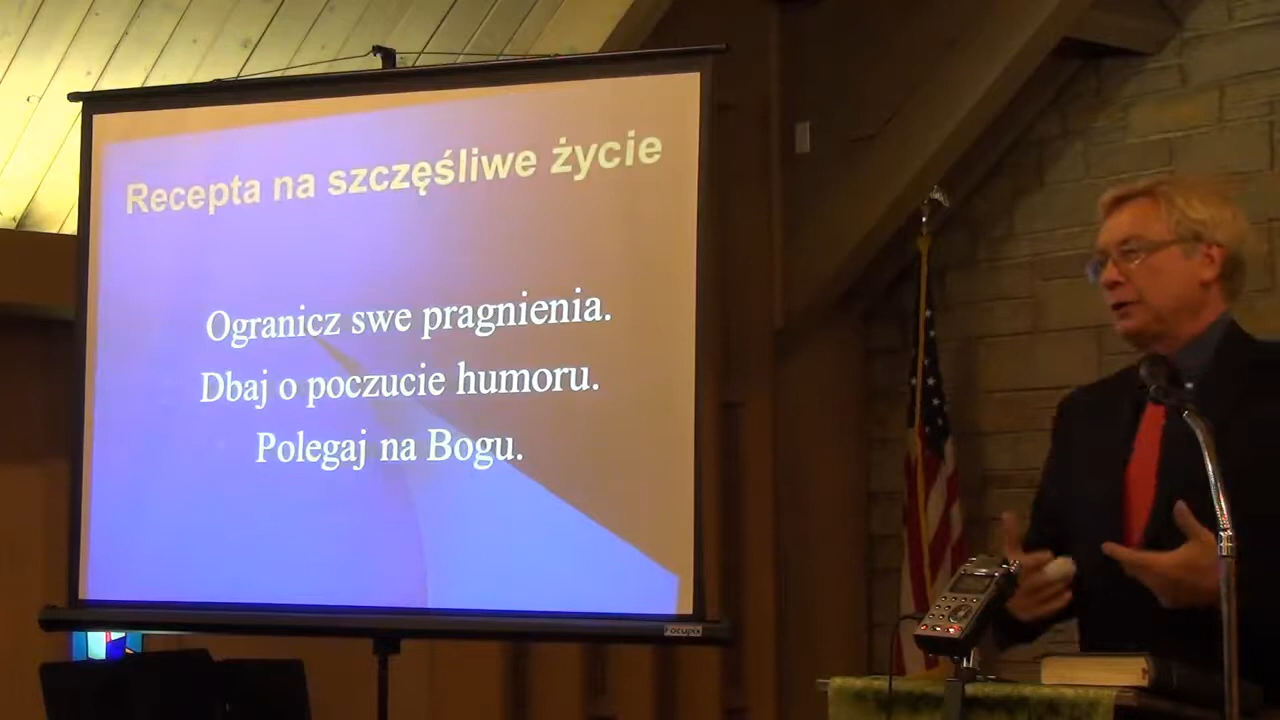 Recepta na szczęśliwe życie
Ogranicz swe pragnienia.
Dbaj o poczucie humoru.
Polegaj na Bogu.